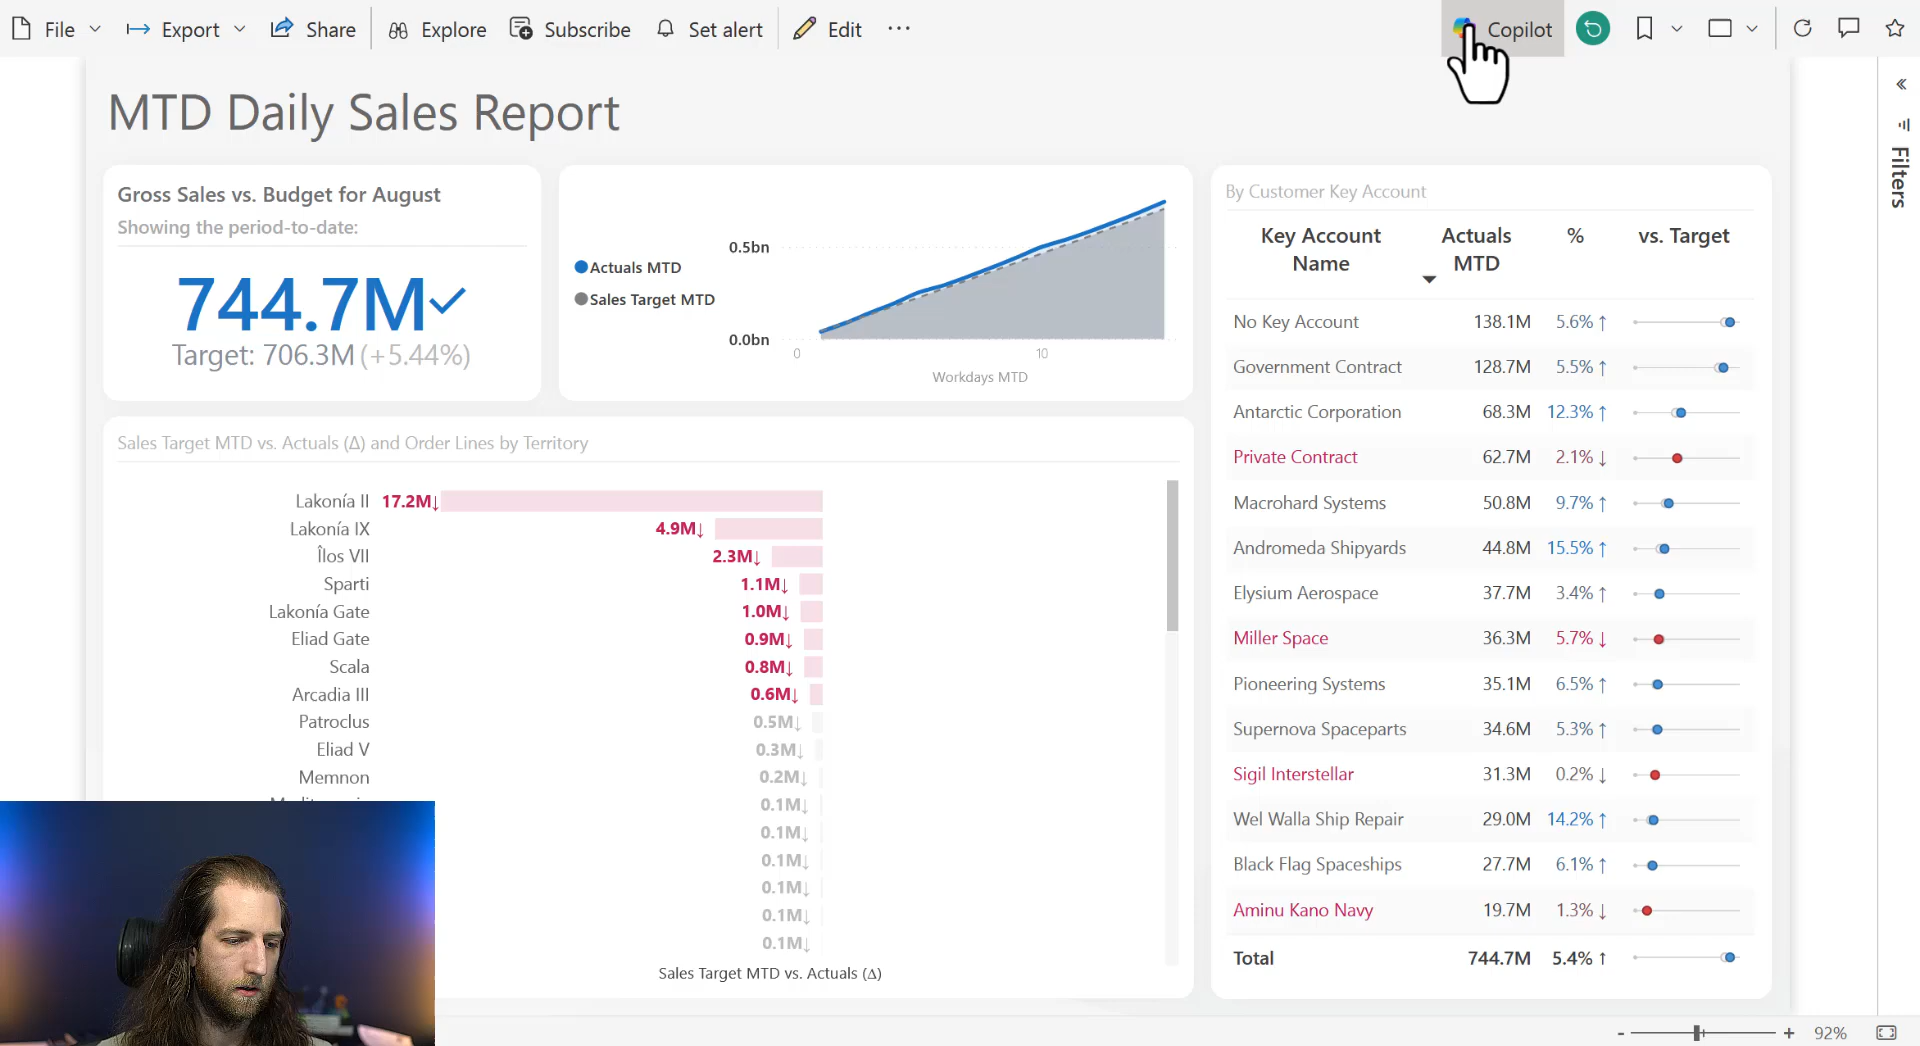 File
Export
Share
Explore
Subscribe
Set alert
Edit
Copilot
MTD Daily Sales Report
Gross Sales vs. Budget for August
Showing the period-to-date:
744.7M
Target: 706.3M (+5.44%)
Actuals MTD
Sales Target MTD
0.5bn
0.0bn
0
10
Workdays MTD
Sales Target MTD vs. Actuals (Δ) and Order Lines by Territory
Lakonía II 17.2M↓
Lakonía IX 4.9M↓
Îlos VII 2.3M↓
Sparti 1.1M↓
Lakonía Gate 1.0M↓
Eliad Gate 0.9M↓
Scala 0.8M↓
Arcadia III 0.6M↓
Patroclus 0.5M↓
Eliad V 0.3M↓
Memnon 0.2M↓
0.1M↓
0.1M↓
0.1M↓
0.1M↓
0.1M↓
0.1M↓
Sales Target MTD vs. Actuals (Δ)
By Customer Key Account
Key Account Name Actuals MTD % vs. Target
No Key Account 138.1M 5.6% ↑
Government Contract 128.7M 5.5% ↑
Antarctic Corporation 68.3M 12.3% ↑
Private Contract 62.7M 2.1% ↓
Macrohard Systems 50.8M 9.7% ↑
Andromeda Shipyards 44.8M 15.5% ↑
Elysium Aerospace 37.7M 3.4% ↑
Miller Space 36.3M 5.7% ↓
Pioneering Systems 35.1M 6.5% ↑
Supernova Spaceparts 34.6M 5.3% ↑
Sigil Interstellar 31.3M 0.2% ↓
Wel Walla Ship Repair 29.0M 14.2% ↑
Black Flag Spaceships 27.7M 6.1% ↑
Aminu Kano Navy 19.7M 1.3% ↓
Total 744.7M 5.4% ↑
Filters
- + 92%